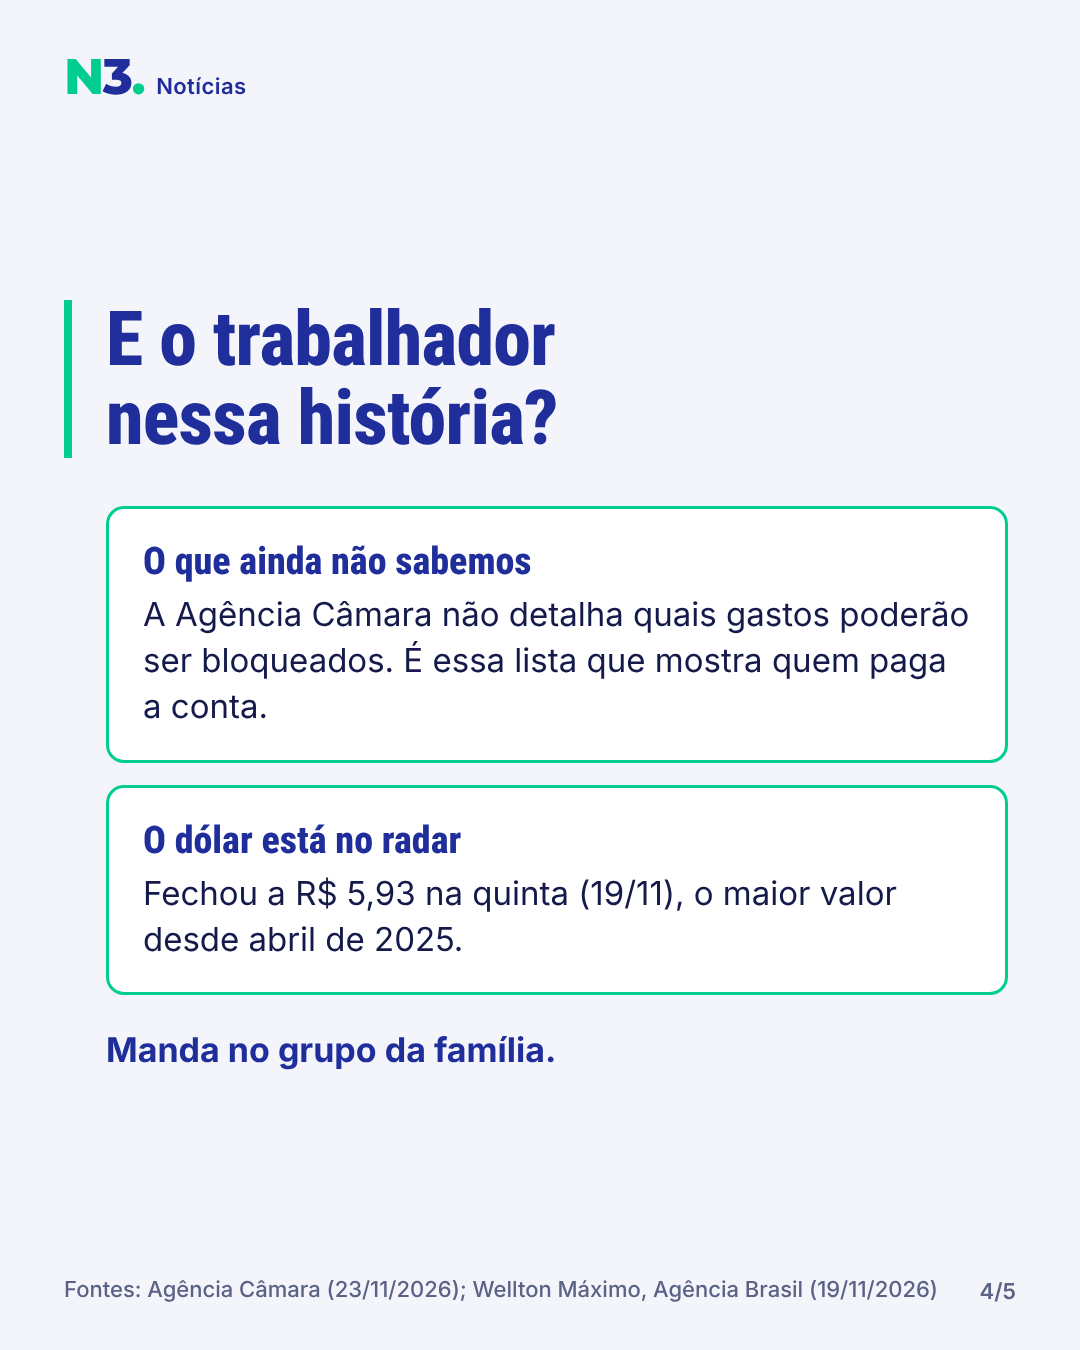 N3. Notícias
E o trabalhador
nessa história?
O que ainda não sabemos
A Agência Câmara não detalha quais gastos poderão
ser bloqueados. É essa lista que mostra quem paga
a conta.
O dólar está no radar
Fechou a R$ 5,93 na quinta (19/11), o maior valor
desde abril de 2025.
Manda no grupo da família.
Fontes: Agência Câmara (23/11/2026); Wellton Máximo, Agência Brasil (19/11/2026)
4/5